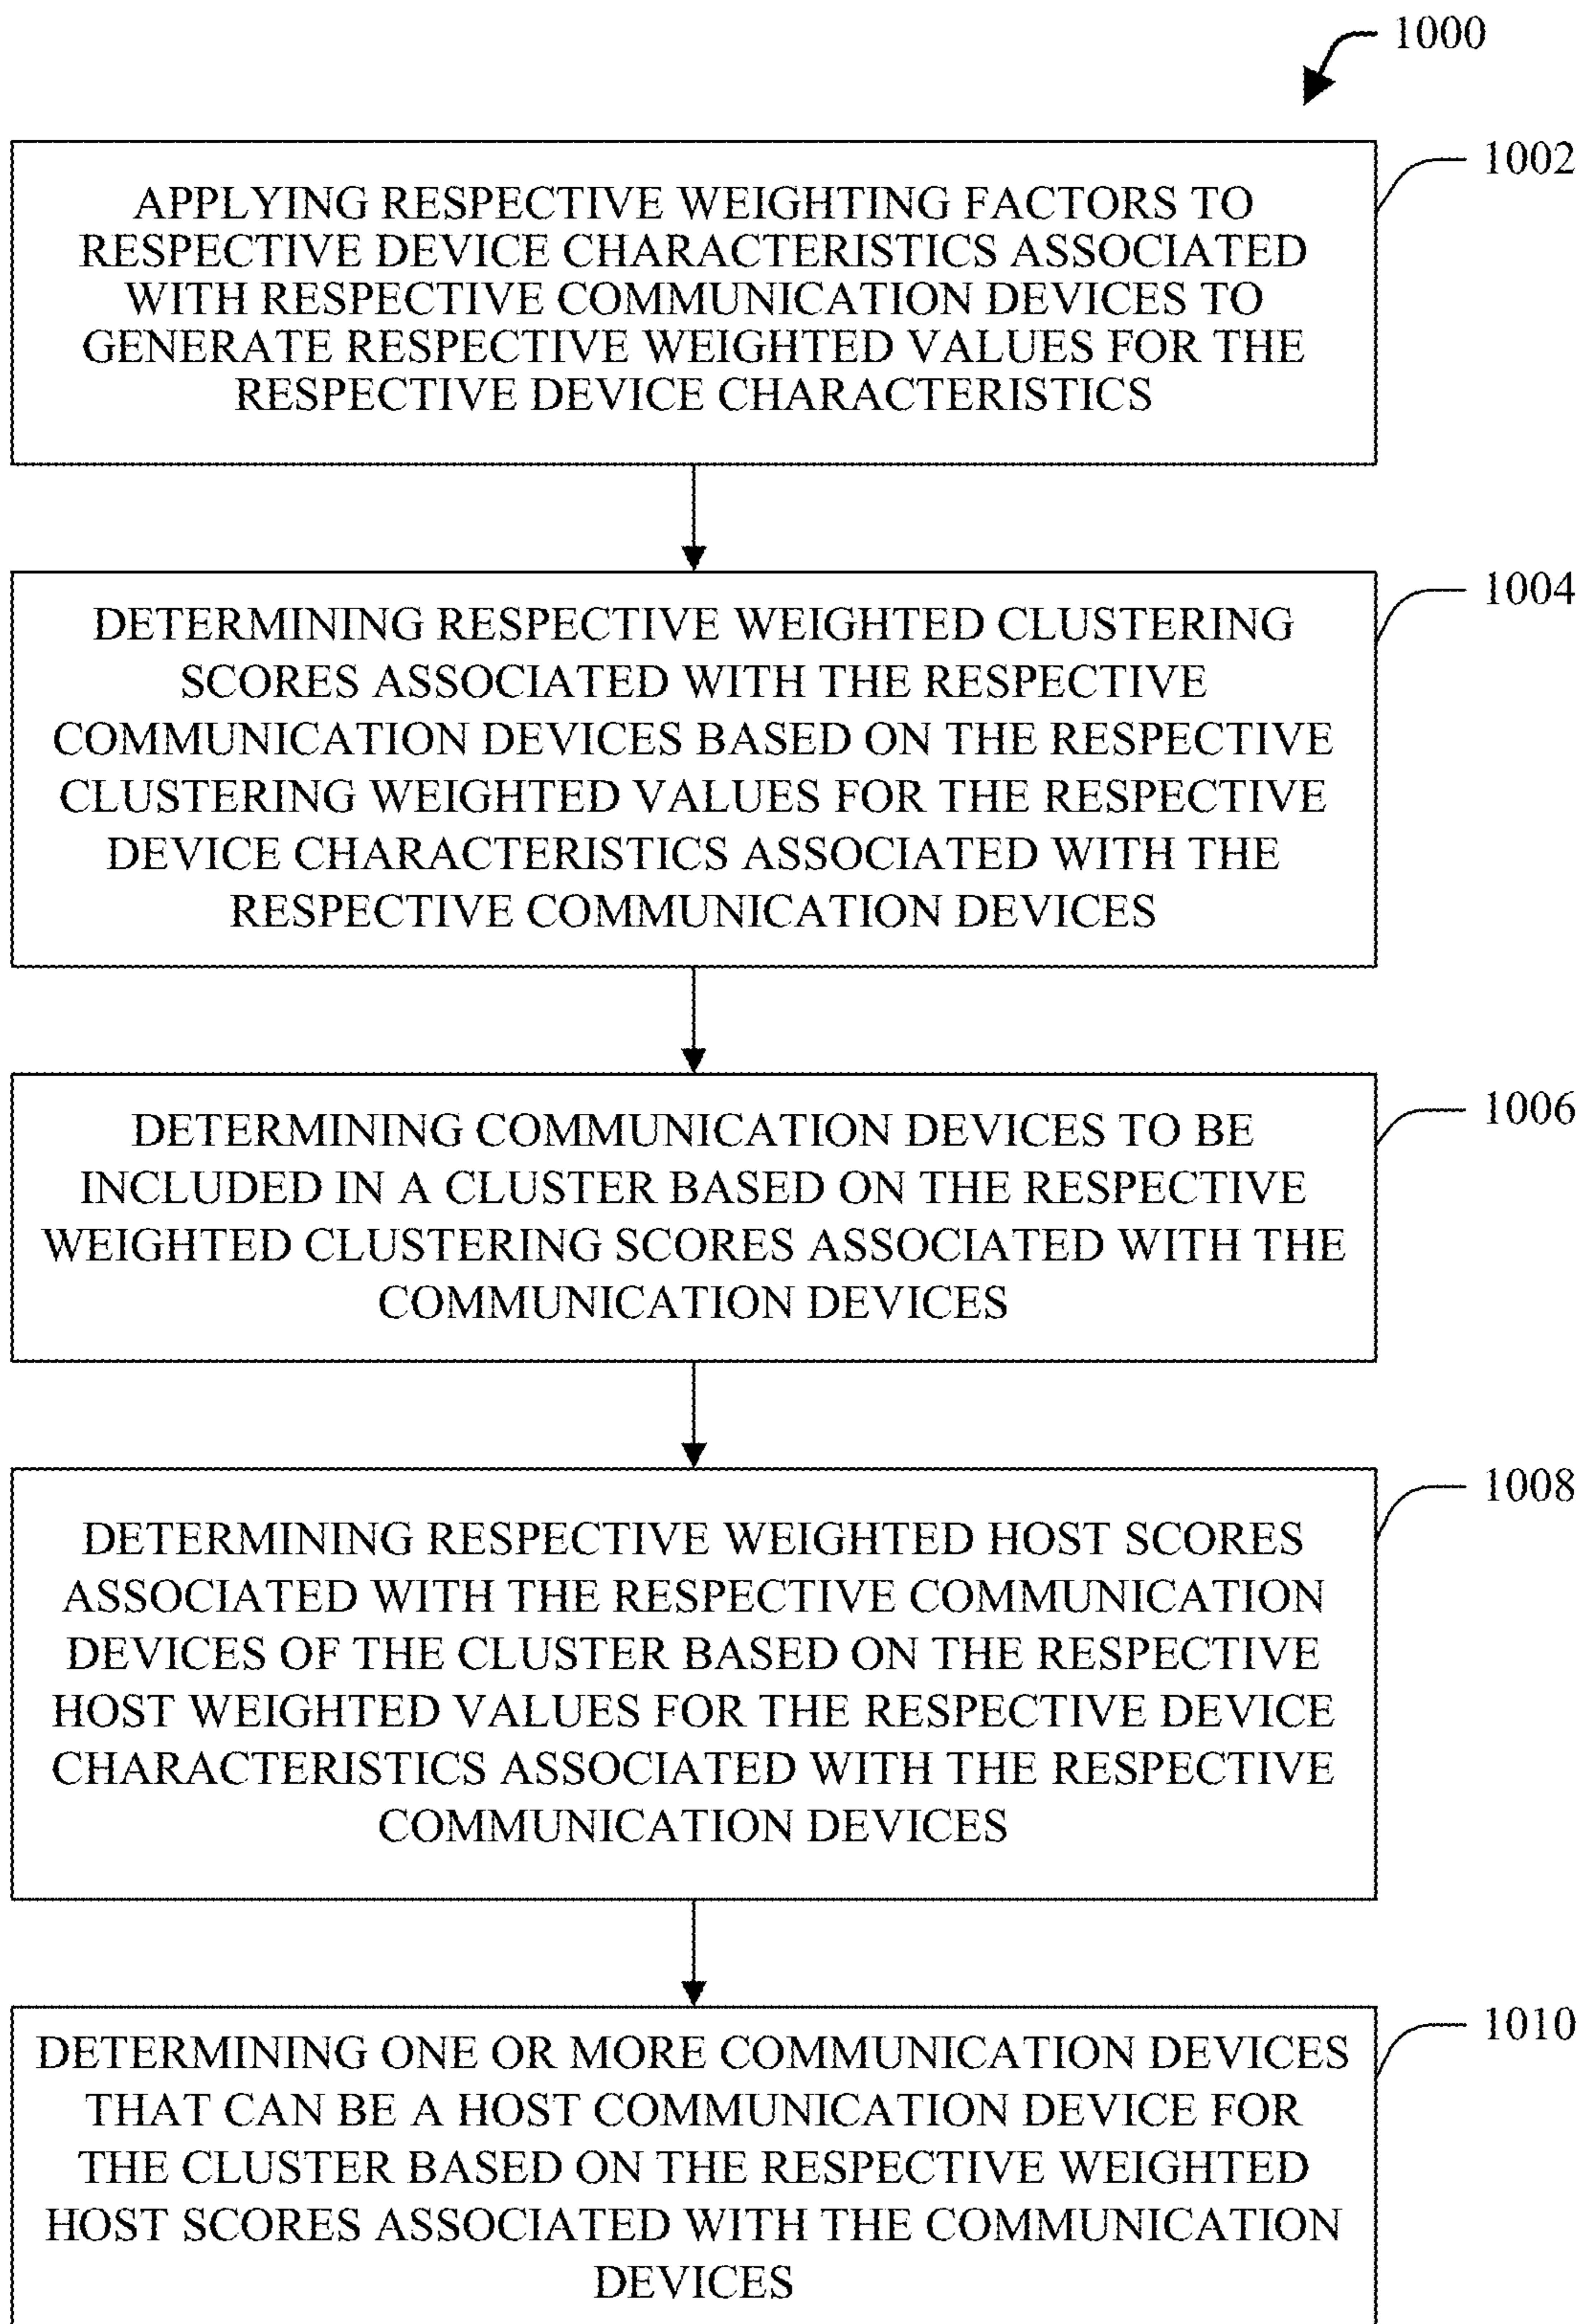 1000
1002
APPLYING RESPECTIVE WEIGHTING FACTORS TO
RESPECTIVE DEVICE CHARACTERISTICS ASSOCIATED
WITH RESPECTIVE COMMUNICATION DEVICES TO
GENERATE RESPECTIVE WEIGHTED VALUES FOR THE
RESPECTIVE DEVICE CHARACTERISTICS
1004
DETERMINING RESPECTIVE WEIGHTED CLUSTERING
SCORES ASSOCIATED WITH THE RESPECTIVE
COMMUNICATION DEVICES BASED ON THE RESPECTIVE
CLUSTERING WEIGHTED VALUES FOR THE RESPECTIVE
DEVICE CHARACTERISTICS ASSOCIATED WITH THE
RESPECTIVE COMMUNICATION DEVICES
1006
DETERMINING COMMUNICATION DEVICES TO BE
INCLUDED IN A CLUSTER BASED ON THE RESPECTIVE
WEIGHTED CLUSTERING SCORES ASSOCIATED WITH THE
COMMUNICATION DEVICES
1008
DETERMINING RESPECTIVE WEIGHTED HOST SCORES
ASSOCIATED WITH THE RESPECTIVE COMMUNICATION
DEVICES OF THE CLUSTER BASED ON THE RESPECTIVE
HOST WEIGHTED VALUES FOR THE RESPECTIVE DEVICE
CHARACTERISTICS ASSOCIATED WITH THE RESPECTIVE
COMMUNICATION DEVICES
1010
DETERMINING ONE OR MORE COMMUNICATION DEVICES
THAT CAN BE A HOST COMMUNICATION DEVICE FOR
THE CLUSTER BASED ON THE RESPECTIVE WEIGHTED
HOST SCORES ASSOCIATED WITH THE COMMUNICATION
DEVICES